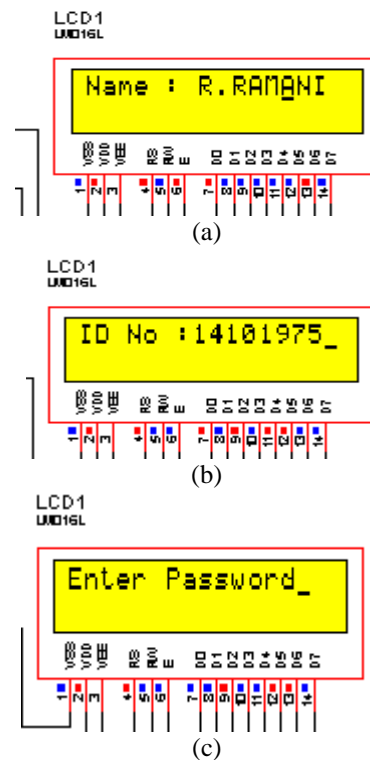 LCD1
LM016L
Name : R.RAMANI
VSS VDD VEE RS RW E D0 D1 D2 D3 D4 D5 D6 D7
1 2 3 4 5 6 7 8 9 10 11 12 13 14
(a)
LCD1
LM016L
ID No :14101975_
VSS VDD VEE RS RW E D0 D1 D2 D3 D4 D5 D6 D7
1 2 3 4 5 6 7 8 9 10 11 12 13 14
(b)
LCD1
LM016L
Enter Password_
VSS VDD VEE RS RW E D0 D1 D2 D3 D4 D5 D6 D7
1 2 3 4 5 6 7 8 9 10 11 12 13 14
(c)